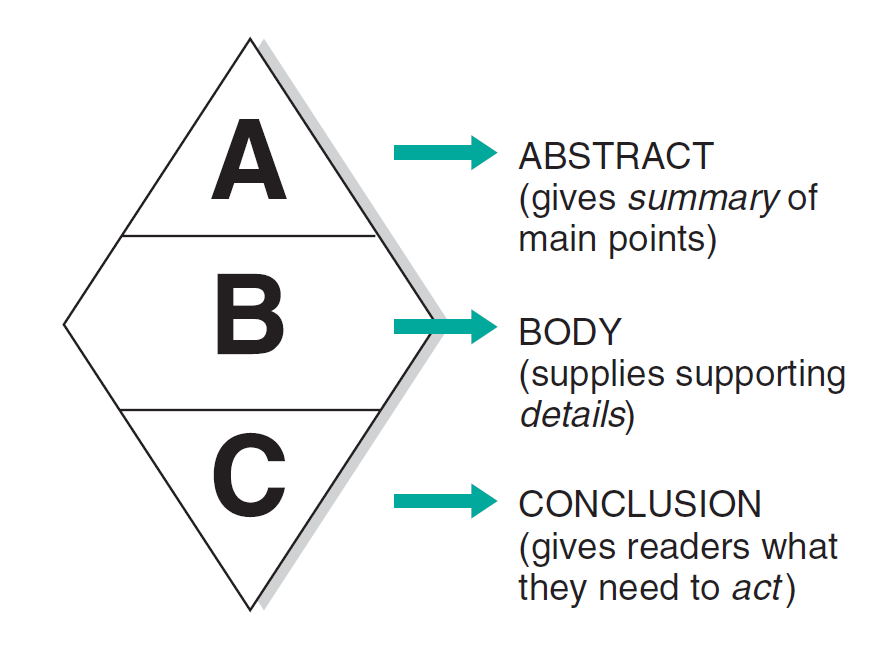 A
ABSTRACT
(gives summary of
main points)
B
BODY
(supplies supporting
details)
C
CONCLUSION
(gives readers what
they need to act)